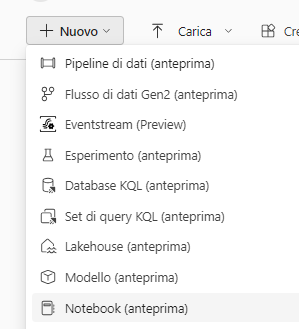 Nuovo
Carica
Cre
Pipeline di dati (anteprima)
Flusso di dati Gen2 (anteprima)
Eventstream (Preview)
Esperimento (anteprima)
Database KQL (anteprima)
Set di query KQL (anteprima)
Lakehouse (anteprima)
Modello (anteprima)
Notebook (anteprima)